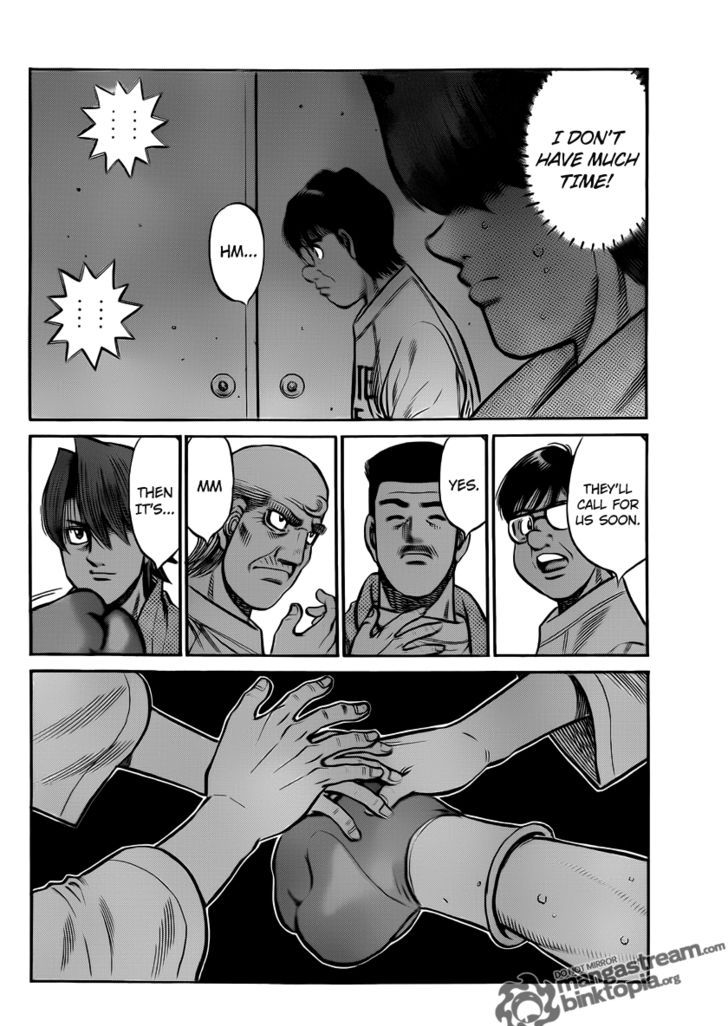 I DON'T
HAVE MUCH
TIME!
HM...
......
......
THEY'LL
CALL FOR
US SOON.
YES.
MM
THEN
IT'S...
DO NOT MIRROR
mangastream.com
binktopia.org